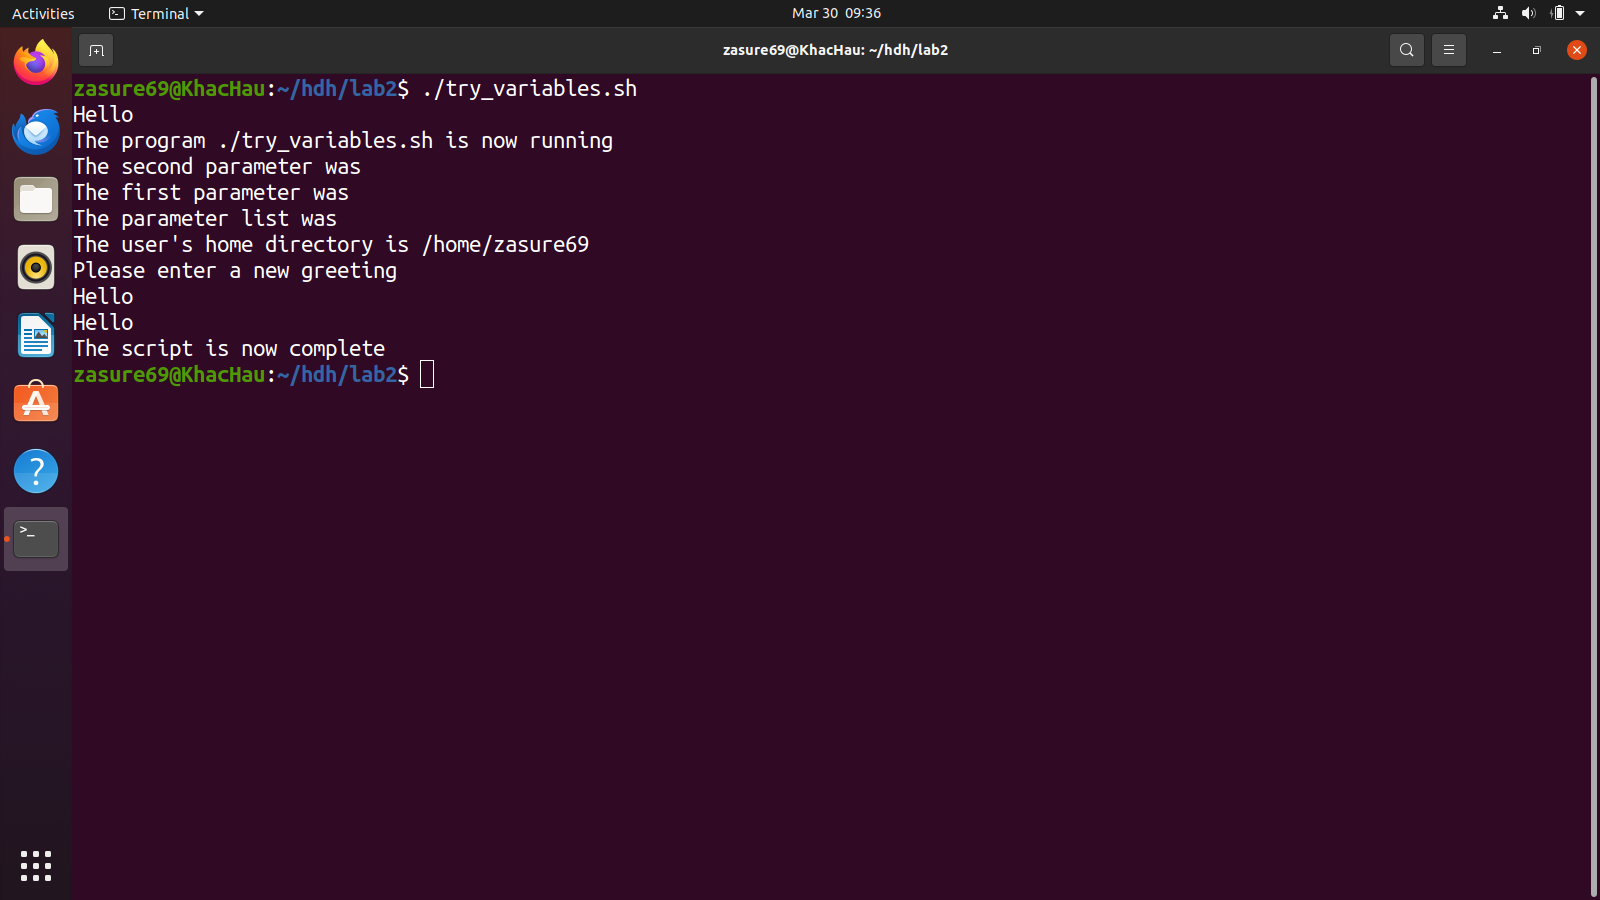 Activities
Terminal
Mar 30 09:36
zasure69@KhacHau: ~/hdh/lab2
zasure69@KhacHau:~/hdh/lab2$ ./try_variables.sh
Hello
The program ./try_variables.sh is now running
The second parameter was
The first parameter was
The parameter list was
The user's home directory is /home/zasure69
Please enter a new greeting
Hello
Hello
The script is now complete
zasure69@KhacHau:~/hdh/lab2$